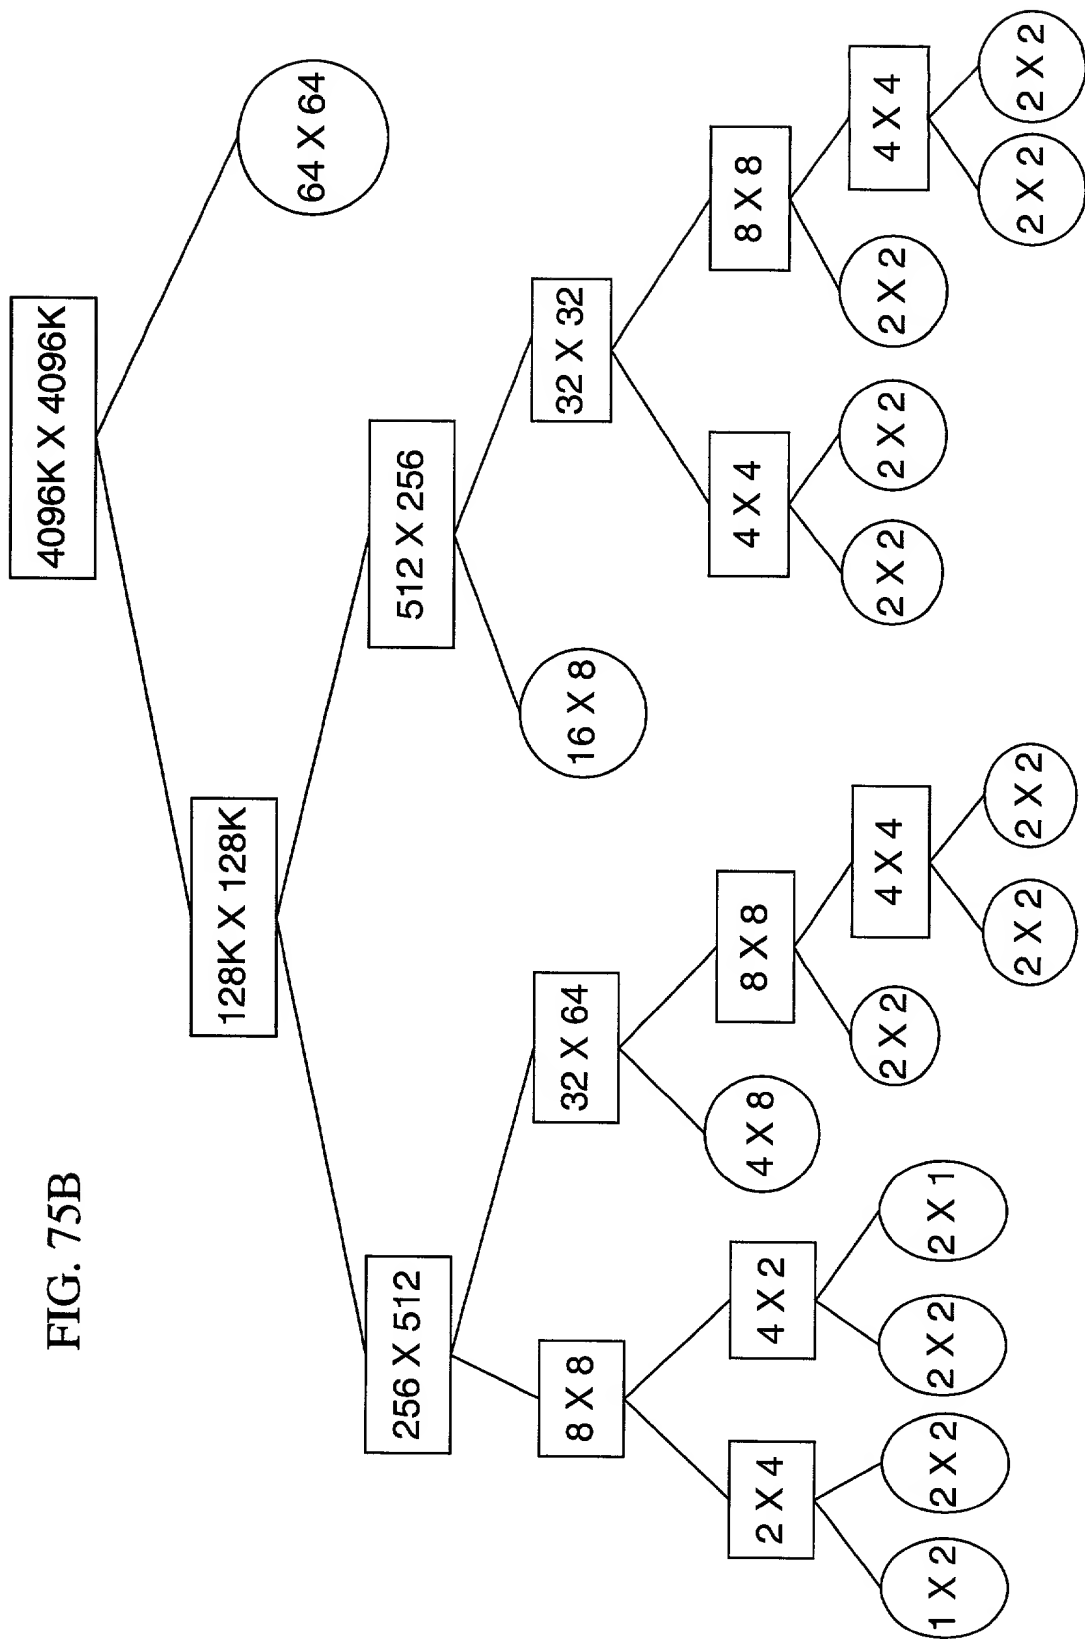 FIG. 75B
4096K X 4096K
128K X 128K
64 X 64
256 X 512
512 X 256
8 X 8
32 X 64
16 X 8
32 X 32
2 X 4
4 X 2
4 X 8
8 X 8
4 X 4
8 X 8
1 X 2
2 X 2
2 X 2
2 X 1
2 X 2
4 X 4
2 X 2
2 X 2
2 X 2
4 X 4
2 X 2
2 X 2
2 X 2
2 X 2